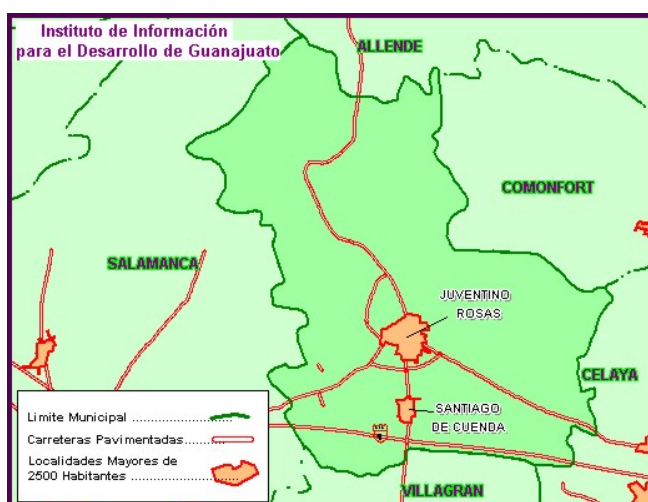 Instituto de Información
para el Desarrollo de Guanajuato
ALLENDE
COMONFORT
SALAMANCA
JUVENTINO
ROSAS
CELAYA
SANTIAGO
DE CUENDA
VILLAGRAN
Limite Municipal ..................
Carreteras Pavimentadas...........
Localidades Mayores de
2500 Habitantes ..................